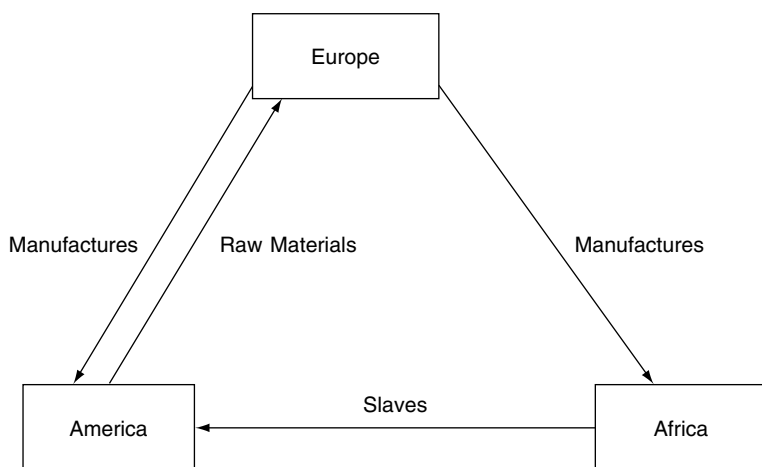 Europe
Manufactures
Raw Materials
Manufactures
Slaves
America
Africa